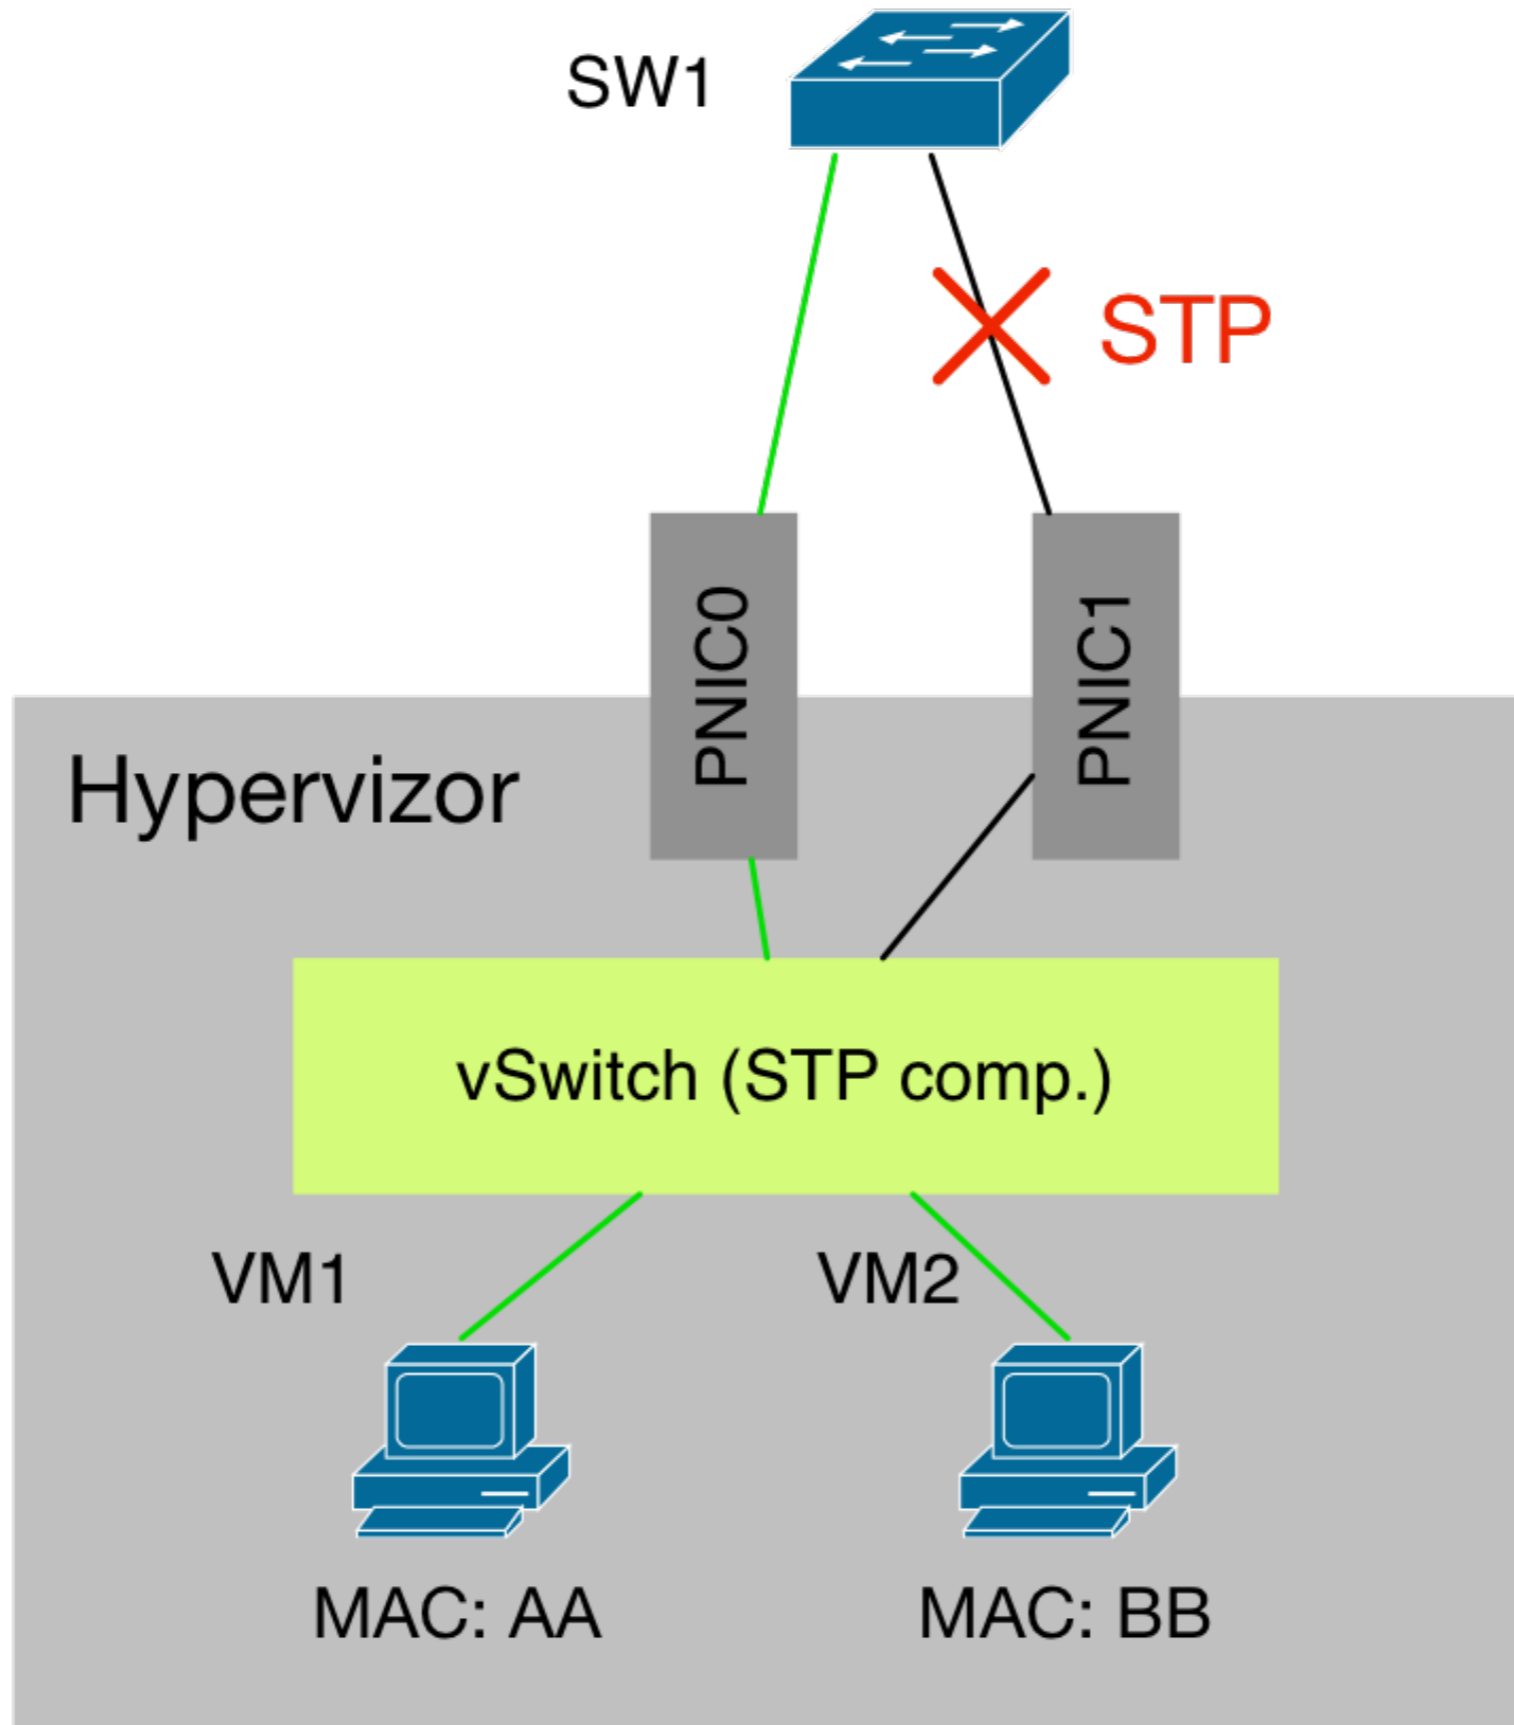 SW1
STP
PNIC0
PNIC1
Hypervizor
vSwitch (STP comp.)
VM1
VM2
MAC: AA
MAC: BB